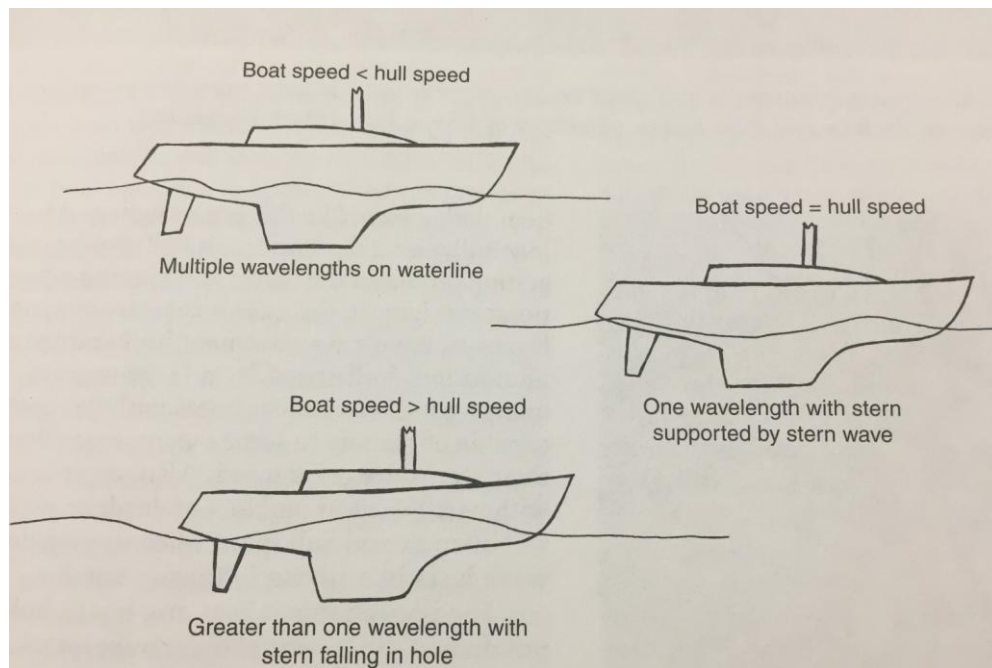 Boat speed < hull speed
Multiple wavelengths on waterline
Boat speed = hull speed
One wavelength with stern
supported by stern wave
Boat speed > hull speed
Greater than one wavelength with
stern falling in hole